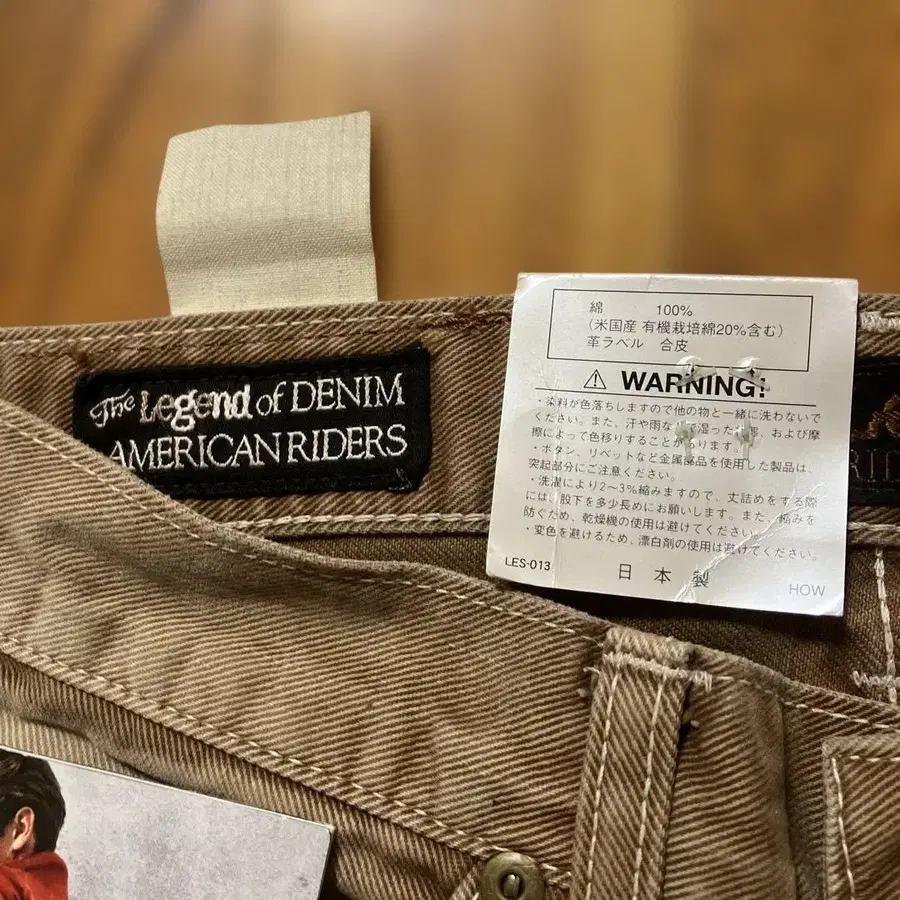 The Legend of DENIM
AMERICAN RIDERS
綿 100%
(米国産 有機栽培綿20%含む)
革ラベル 合皮
⚠ WARNING!
・染料が色落ちしますので他の物と一緒に洗わないで
ください。また、汗や雨などで湿った状態、および摩
擦によって色移りすることがあります。
・ボタン、リベットなど金属部品を使用した製品は、
突起部分にご注意ください。
・洗濯により2〜3%縮みますので、丈詰めをする際
には、股下を多少長めにお願いします。また、縮みを
防ぐため、乾燥機の使用は避けてください。
・変色を避けるため、漂白剤の使用は避けてください。
LES-013
日本製
HOW
RID